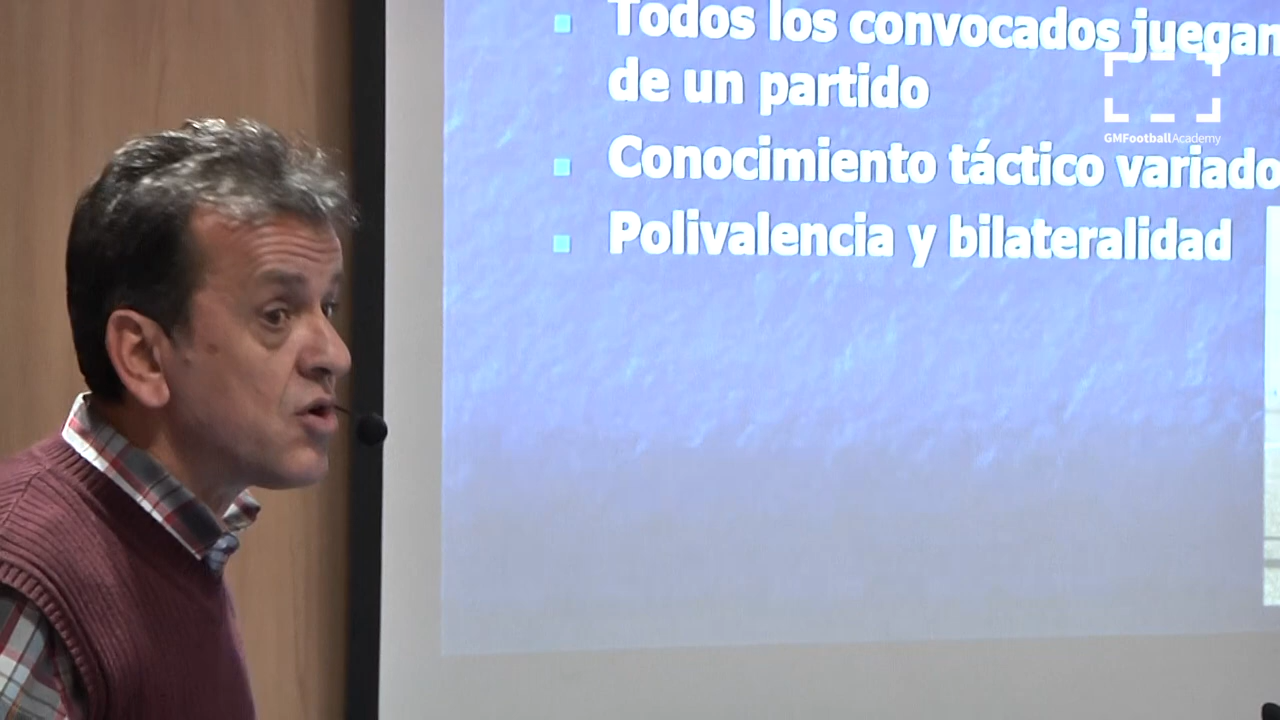 Todos los convocados juegan
de un partido
GMFootballAcademy
Conocimiento táctico variado
Polivalencia y bilateralidad